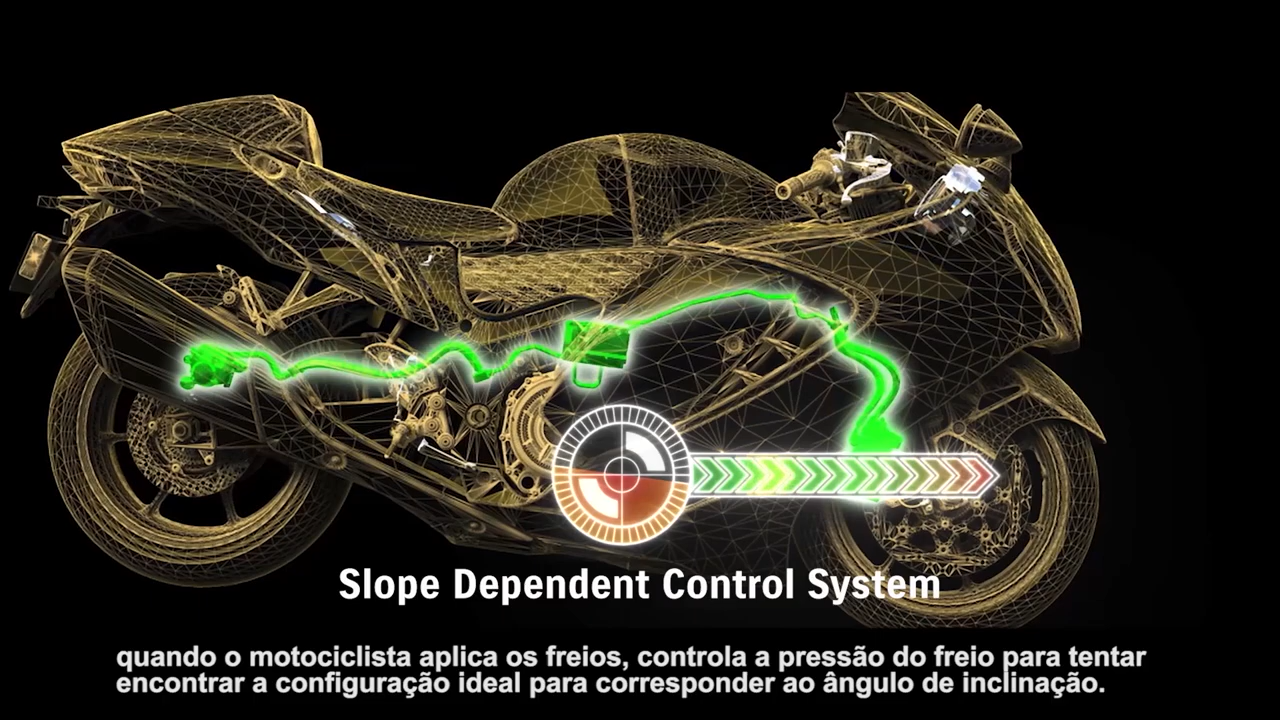 Slope Dependent Control System
quando o motociclista aplica os freios, controla a pressão do freio para tentar
encontrar a configuração ideal para corresponder ao ângulo de inclinação.